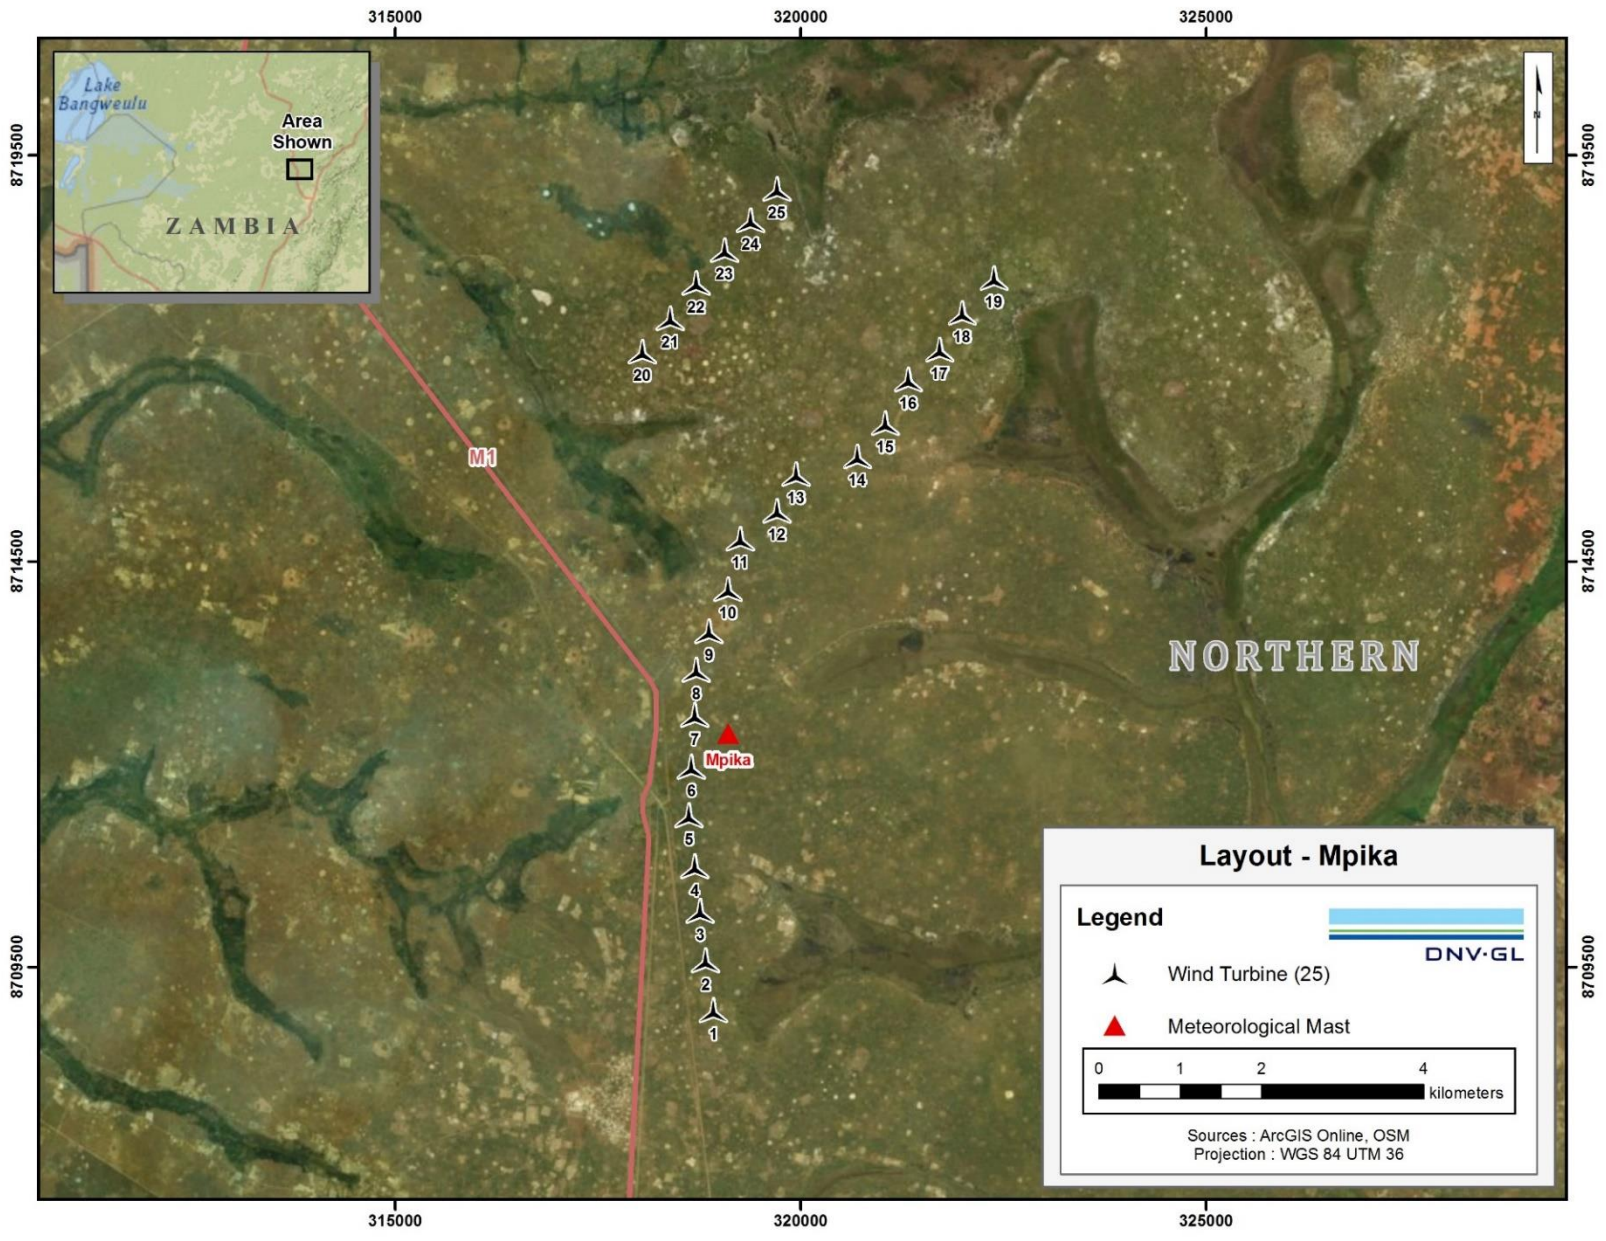 315000
320000
325000
Lake
Bangweulu
Area
Shown
ZAMBIA
N
8719500
8719500
25
24
23
22
21
20
19
18
17
16
15
14
13
12
11
10
9
8
7
6
5
4
3
2
1
M1
8714500
8714500
NORTHERN
Mpika
8709500
8709500
Layout - Mpika
Legend
DNV·GL
Wind Turbine (25)
Meteorological Mast
0 1 2 4
kilometers
Sources : ArcGIS Online, OSM
Projection : WGS 84 UTM 36
315000
320000
325000